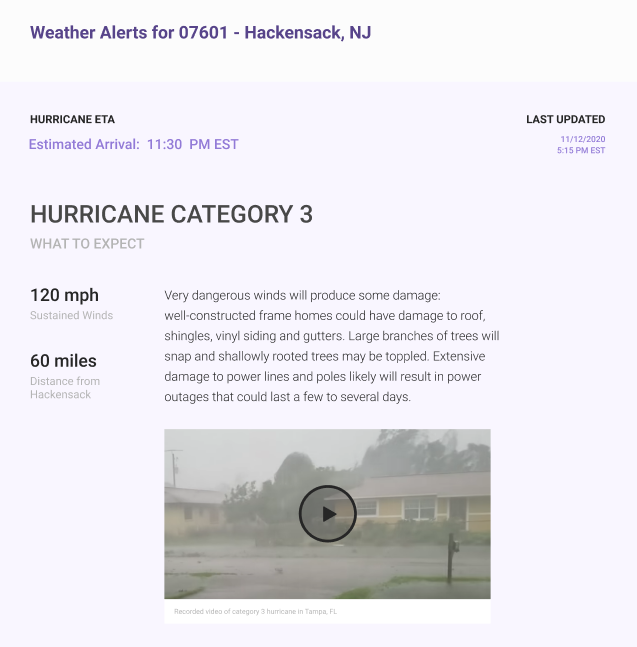 Weather Alerts for 07601 - Hackensack, NJ
HURRICANE ETA
LAST UPDATED
Estimated Arrival: 11:30 PM EST
11/12/2020
5:15 PM EST
HURRICANE CATEGORY 3
WHAT TO EXPECT
120 mph
Sustained Winds
60 miles
Distance from
Hackensack
Very dangerous winds will produce some damage:
well-constructed frame homes could have damage to roof,
shingles, vinyl siding and gutters. Large branches of trees will
snap and shallowly rooted trees may be toppled. Extensive
damage to power lines and poles likely will result in power
outages that could last a few to several days.
Recorded video of category 3 hurricane in Tampa, FL